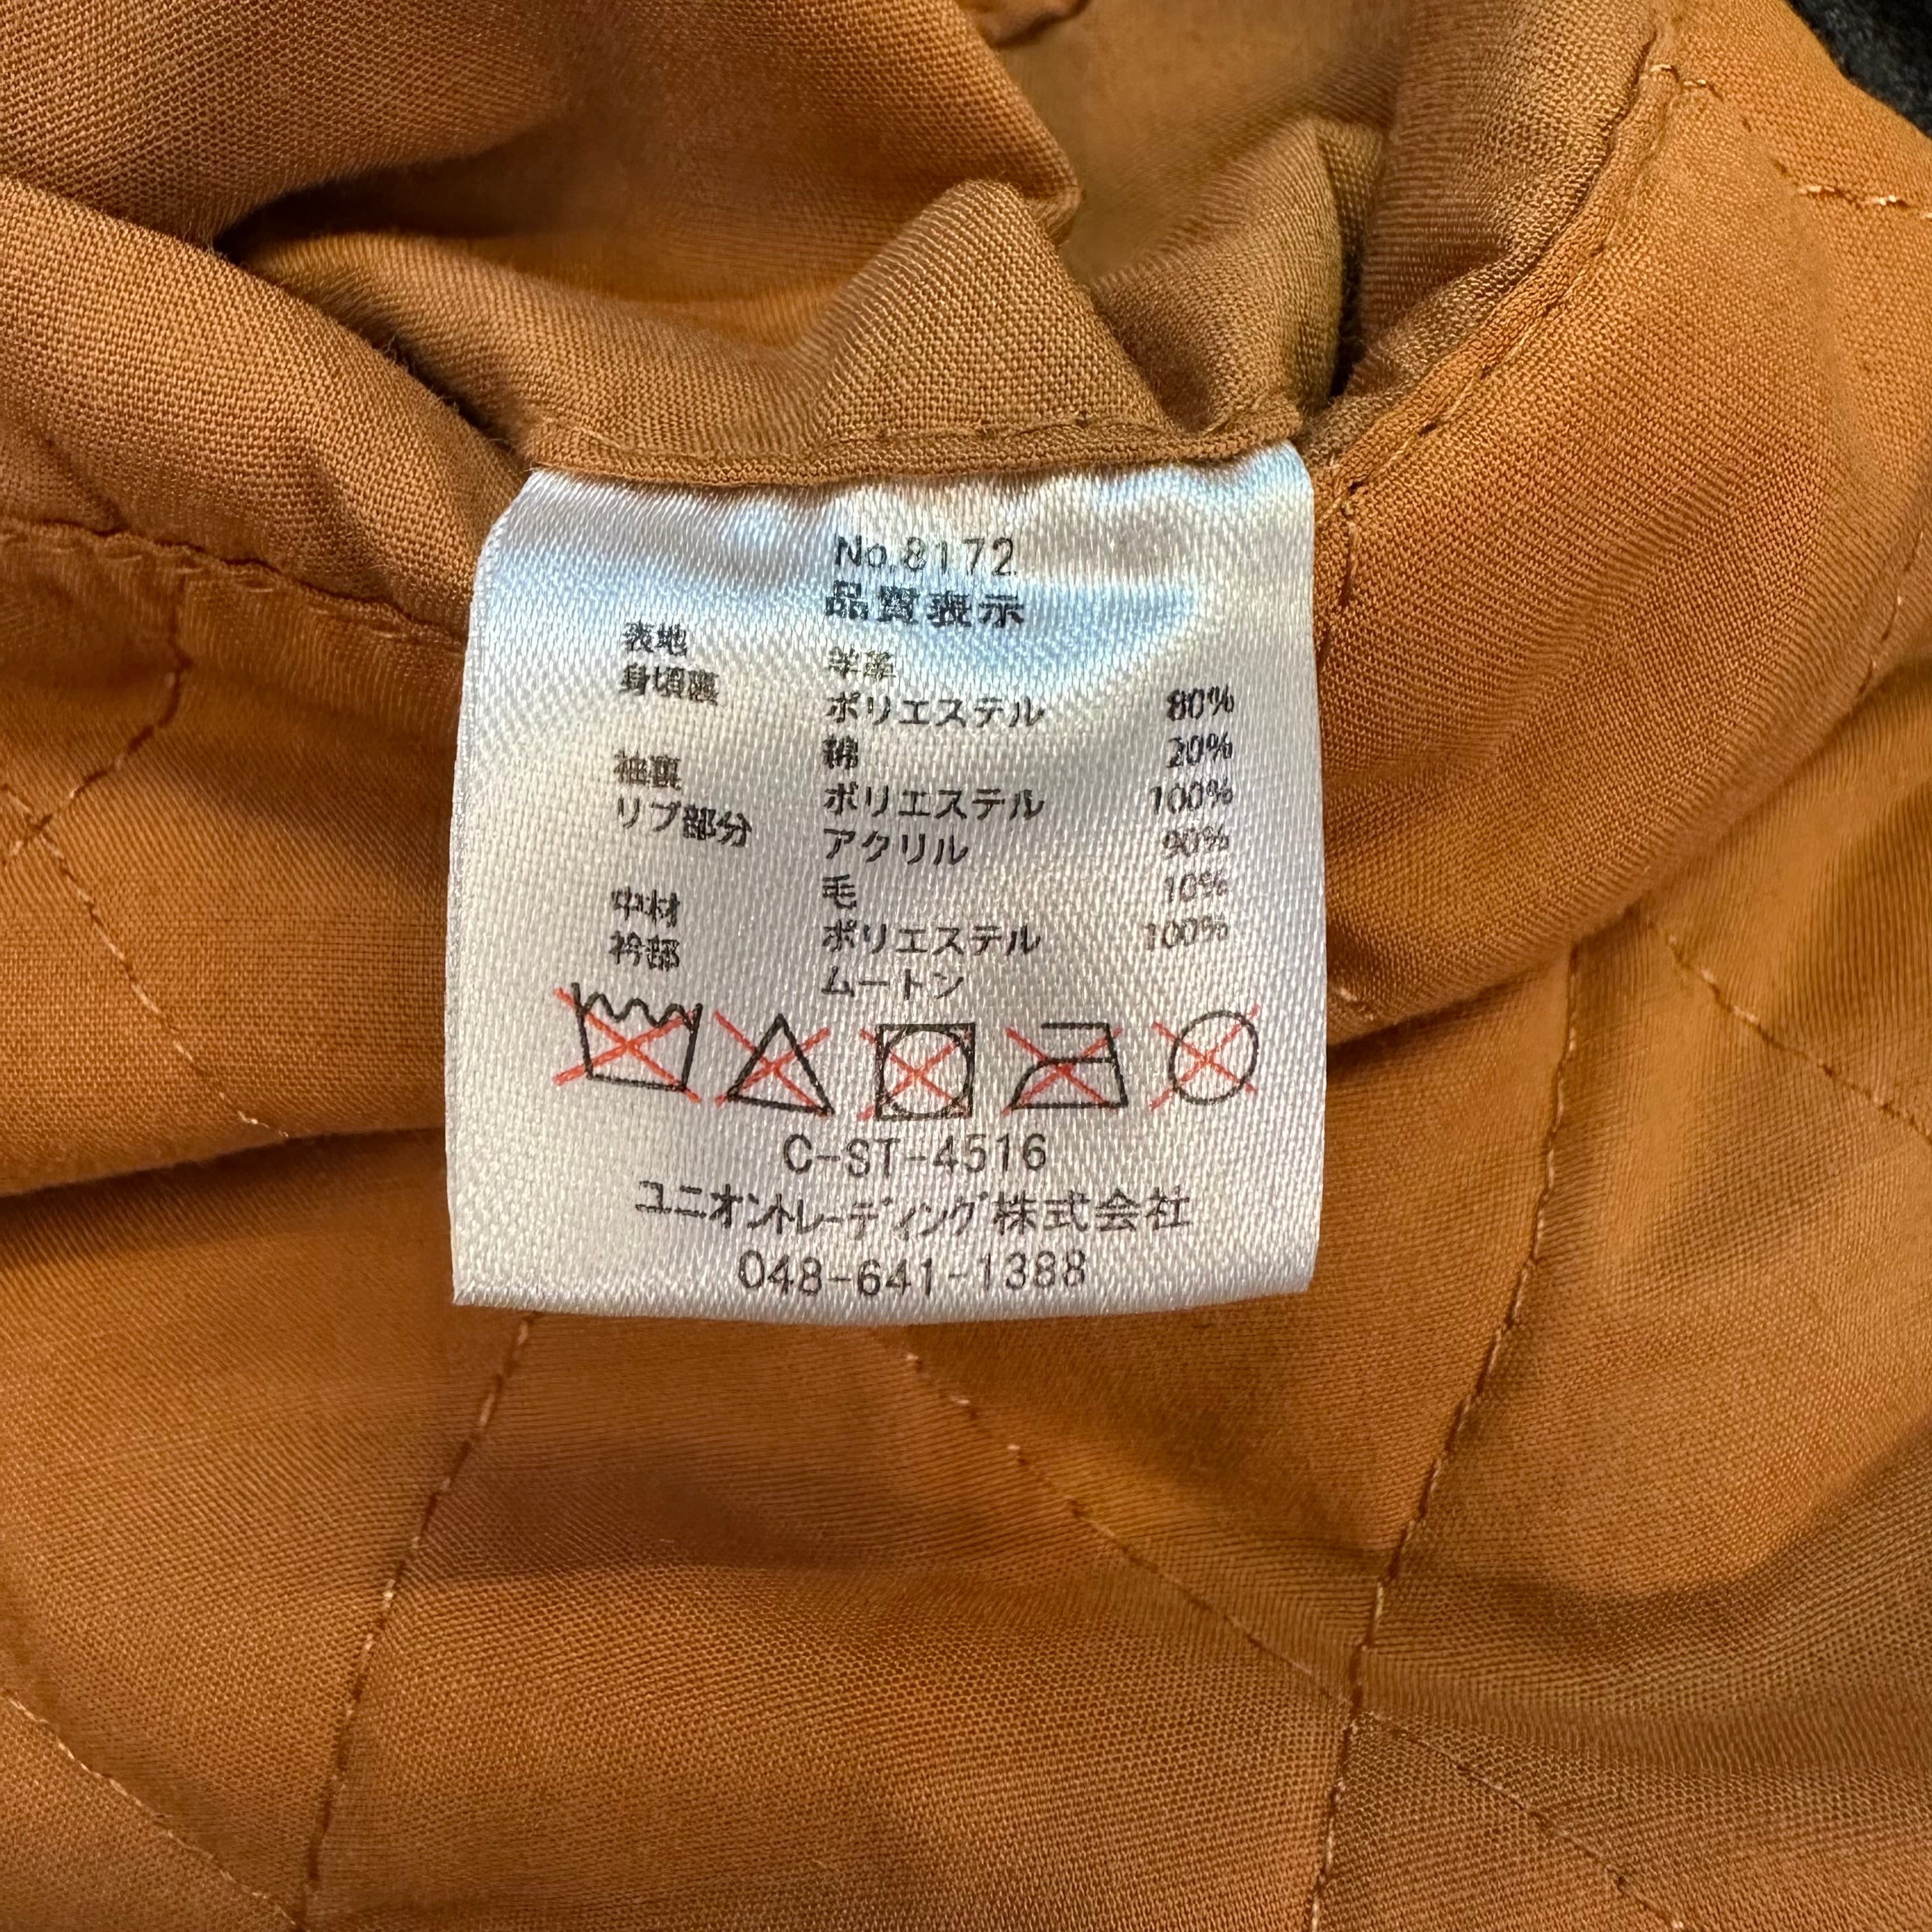 No.8172
品質表示
表地 羊革
身頃裏 ポリエステル 80%
綿 20%
袖裏 ポリエステル 100%
リブ部分 アクリル 90%
毛 10%
中材 ポリエステル 100%
衿部 ムートン
C-ST-4516
ユニオントレーディング株式会社
048-641-1388